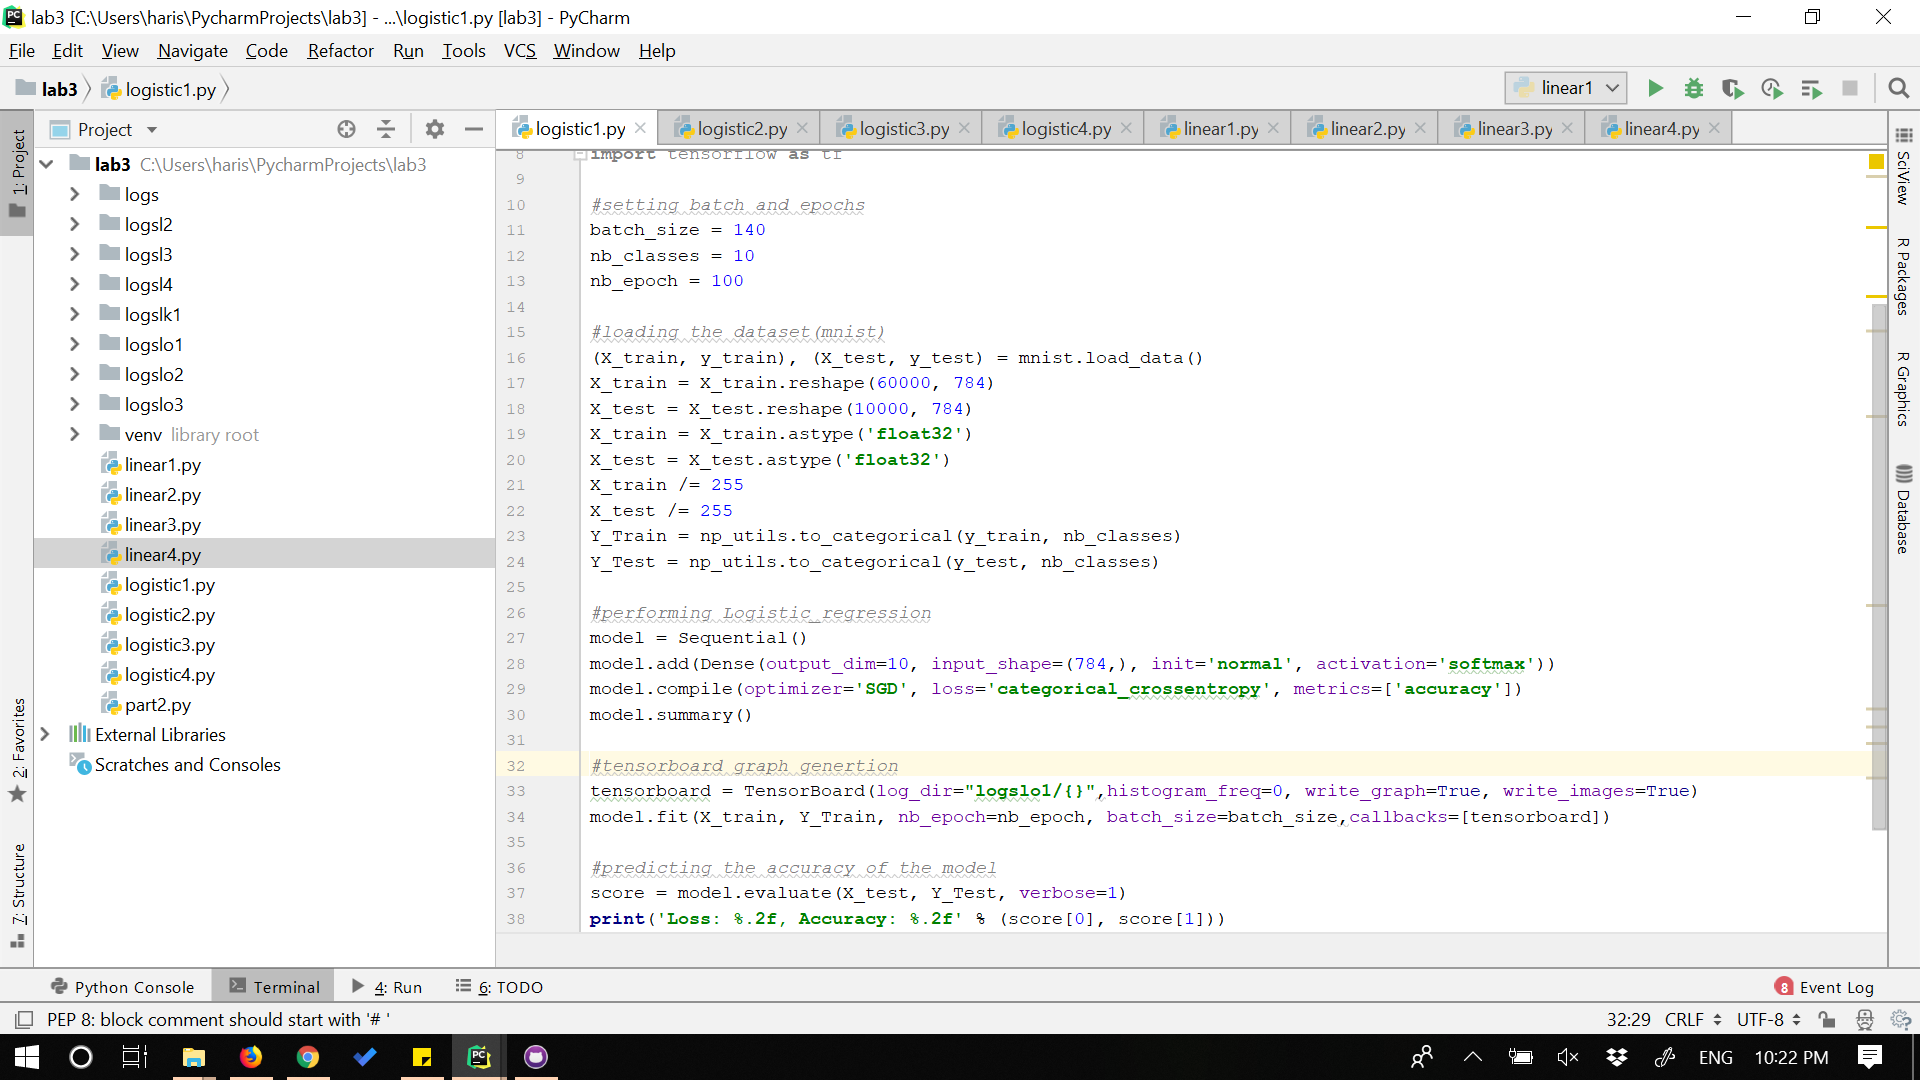 lab3 [C:\Users\haris\PycharmProjects\lab3] - ...\logistic1.py [lab3] - PyCharm
File Edit View Navigate Code Refactor Run Tools VCS Window Help
lab3 logistic1.py linear1
1: Project
Project
logistic1.py logistic2.py logistic3.py logistic4.py linear1.py linear2.py linear3.py linear4.py
lab3 C:\Users\haris\PycharmProjects\lab3
logs
logsl2
logsl3
logsl4
logslk1
logslo1
logslo2
logslo3
venv library root
linear1.py
linear2.py
linear3.py
linear4.py
logistic1.py
logistic2.py
logistic3.py
logistic4.py
part2.py
External Libraries
Scratches and Consoles
2: Favorites
7: Structure
8 import tensorflow as tf
9
10 #setting batch and epochs
11 batch_size = 140
12 nb_classes = 10
13 nb_epoch = 100
14
15 #loading the dataset(mnist)
16 (X_train, y_train), (X_test, y_test) = mnist.load_data()
17 X_train = X_train.reshape(60000, 784)
18 X_test = X_test.reshape(10000, 784)
19 X_train = X_train.astype('float32')
20 X_test = X_test.astype('float32')
21 X_train /= 255
22 X_test /= 255
23 Y_Train = np_utils.to_categorical(y_train, nb_classes)
24 Y_Test = np_utils.to_categorical(y_test, nb_classes)
25
26 #performing Logistic_regression
27 model = Sequential()
28 model.add(Dense(output_dim=10, input_shape=(784,), init='normal', activation='softmax'))
29 model.compile(optimizer='SGD', loss='categorical_crossentropy', metrics=['accuracy'])
30 model.summary()
31
32 #tensorboard graph genertion
33 tensorboard = TensorBoard(log_dir="logslo1/{}",histogram_freq=0, write_graph=True, write_images=True)
34 model.fit(X_train, Y_Train, nb_epoch=nb_epoch, batch_size=batch_size,callbacks=[tensorboard])
35
36 #predicting the accuracy of the model
37 score = model.evaluate(X_test, Y_Test, verbose=1)
38 print('Loss: %.2f, Accuracy: %.2f' % (score[0], score[1]))
SciView
R Packages
R Graphics
Database
Python Console Terminal 4: Run 6: TODO 8 Event Log
PEP 8: block comment should start with '# ' 32:29 CRLF UTF-8
PC ENG 10:22 PM